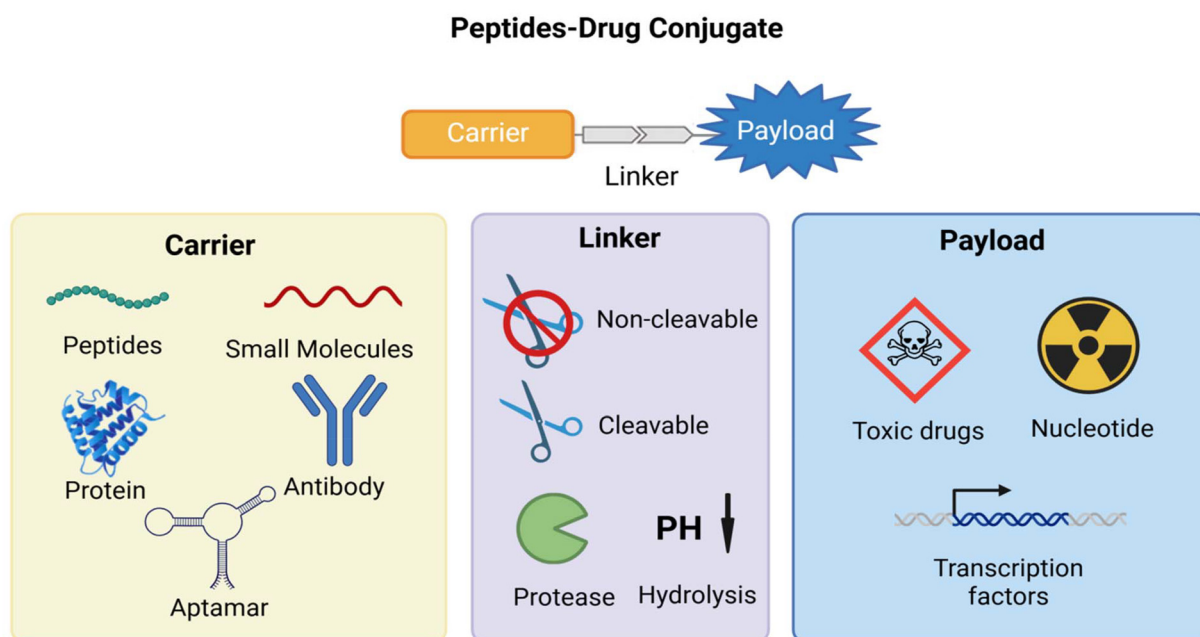 Peptides-Drug Conjugate
Carrier
Payload
Linker
Carrier
Peptides
Small Molecules
Protein
Antibody
Aptamar
Linker
Non-cleavable
Cleavable
PH
Protease
Hydrolysis
Payload
Toxic drugs
Nucleotide
Transcription
factors